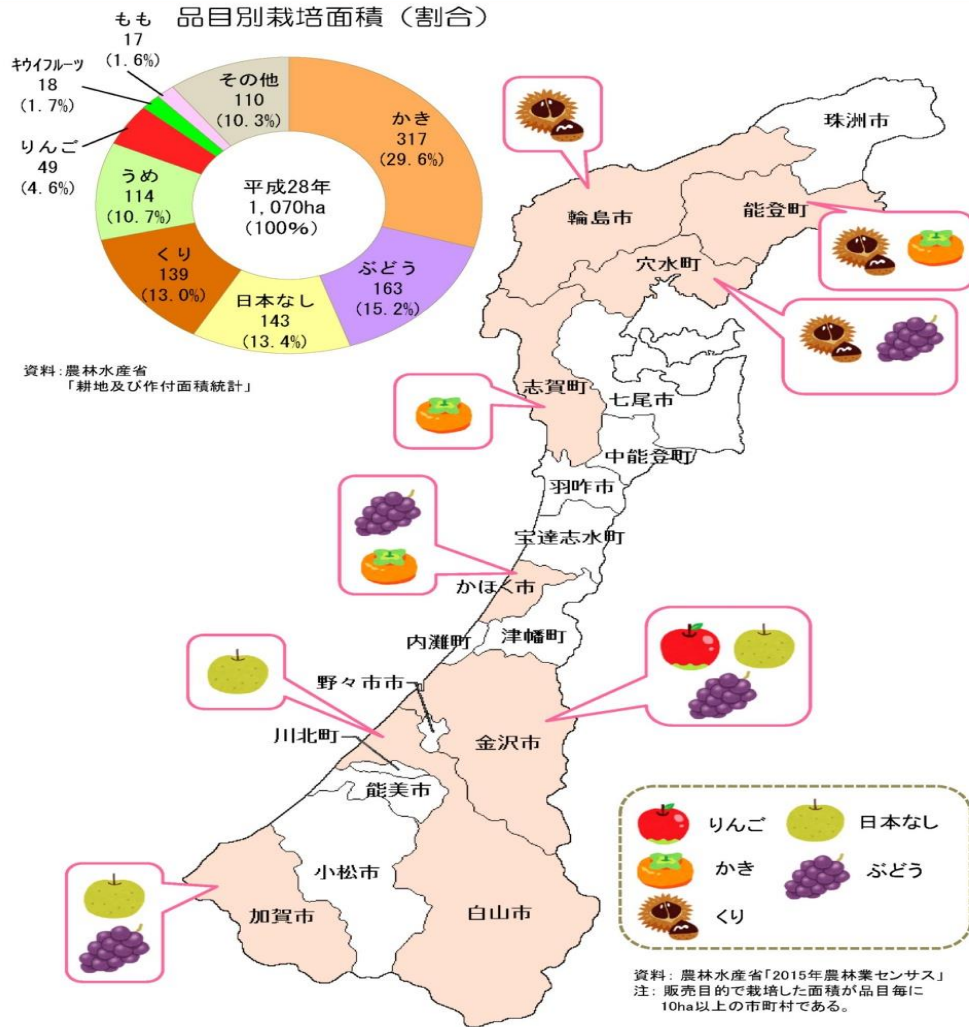 品目別栽培面積(割合)
もも
17
(1.6%)
キウイフルーツ
18
(1.7%)
りんご
49
(4.6%)
うめ
114
(10.7%)
くり
139
(13.0%)
日本なし
143
(13.4%)
ぶどう
163
(15.2%)
かき
317
(29.6%)
その他
110
(10.3%)
平成28年
1,070ha
(100%)
資料:農林水産省
「耕地及び作付面積統計」
珠洲市
輪島市
能登町
穴水町
志賀町
七尾市
中能登町
羽咋市
宝達志水町
かほく市
内灘町
津幡町
野々市市
金沢市
川北町
能美市
小松市
加賀市
白山市
りんご
日本なし
かき
ぶどう
くり
資料:農林水産省「2015年農林業センサス」
注:販売目的で栽培した面積が品目毎に
10ha以上の市町村である。